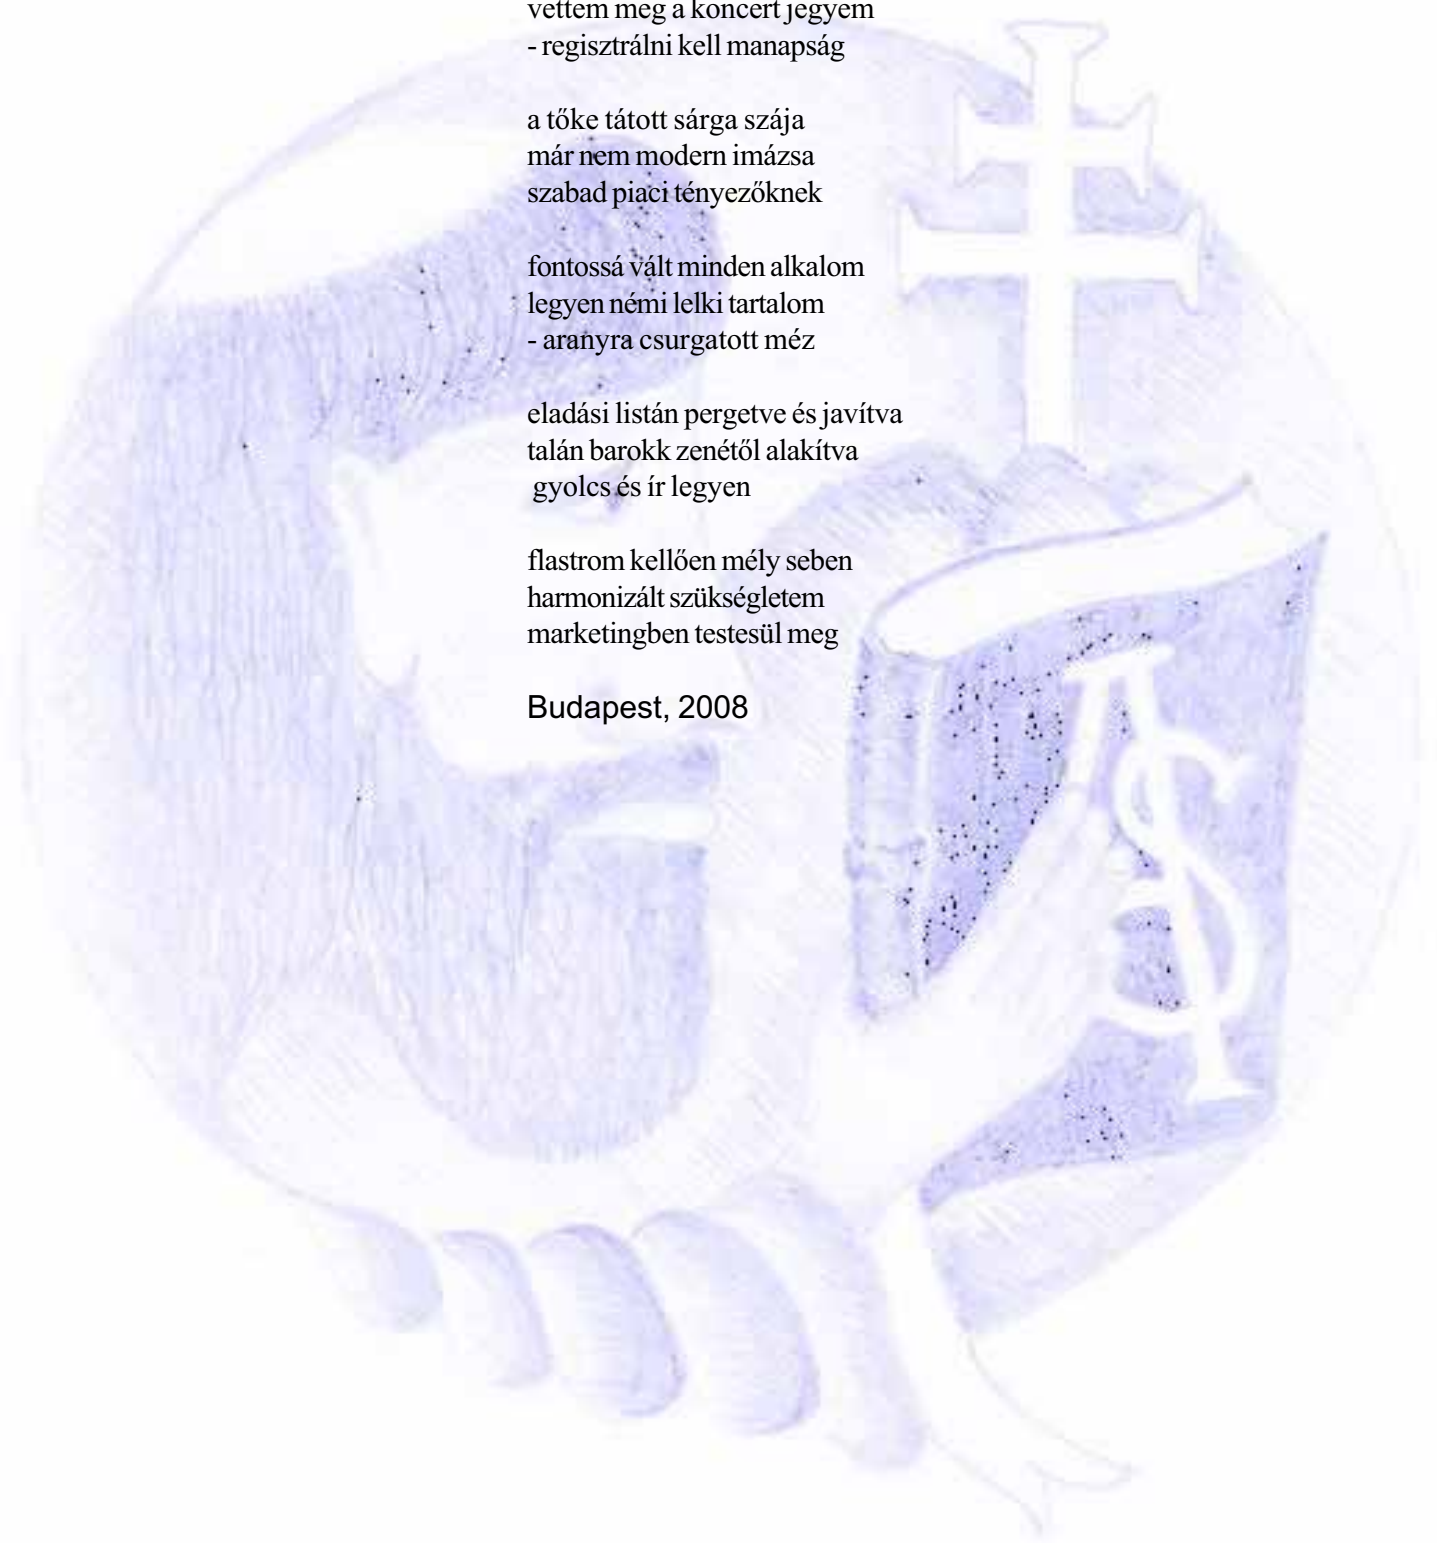 vettem meg a koncert jegyem
- regisztrálni kell manapság
a tőke tátott sárga szája
már nem modern imázsa
szabad piaci tényezőknek
fontossá vált minden alkalom
legyen némi lelki tartalom
- aranyra csurgatott méz
eladási listán pergetve és javítva
talán barokk zenétől alakítva
gyolcs és ír legyen
flastrom kellően mély seben
harmonizált szükségletem
marketingben testesül meg
Budapest, 2008